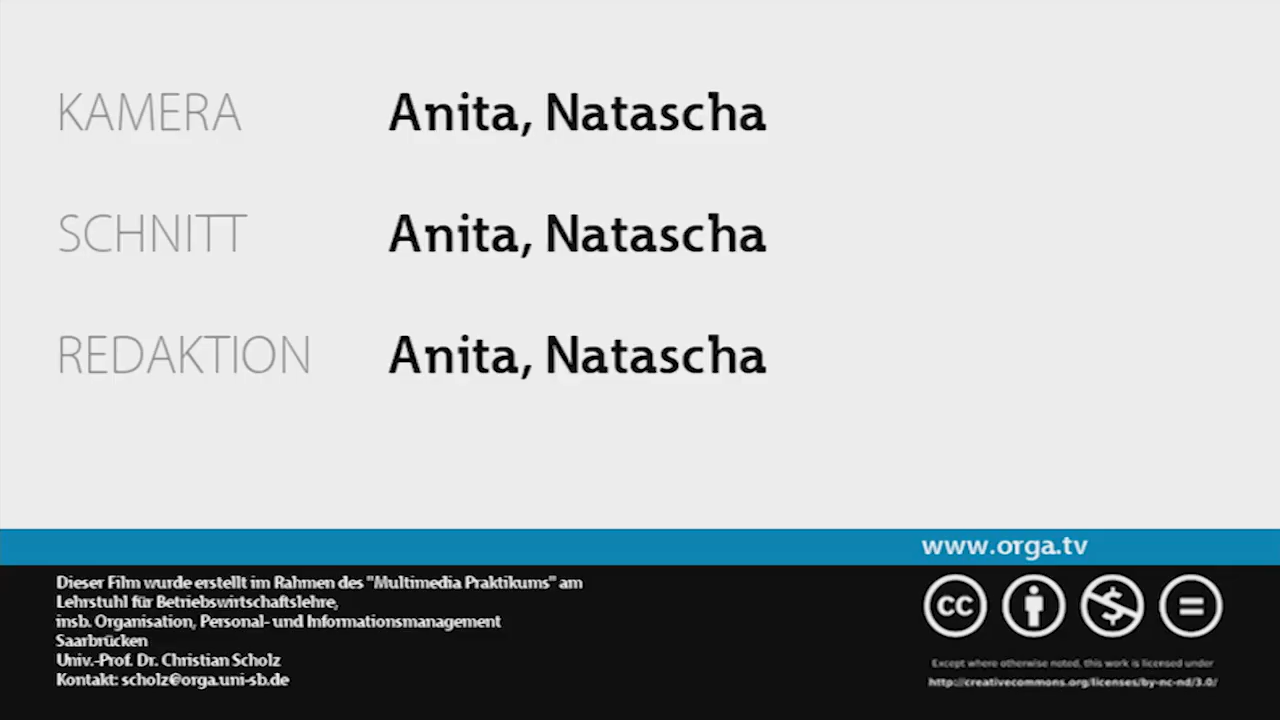 KAMERA Anita, Natascha
SCHNITT Anita, Natascha
REDAKTION Anita, Natascha
www.orga.tv
Dieser Film wurde erstellt im Rahmen des "Multimedia Praktikums" am
Lehrstuhl für Betriebswirtschaftslehre,
insb. Organisation, Personal- und Informationsmanagement
Saarbrücken
Univ.-Prof. Dr. Christian Scholz
Kontakt: scholz@orga.uni-sb.de
cc
Except where otherwise noted, this work is licensed under
http://creativecommons.org/licenses/by-nc-nd/3.0/